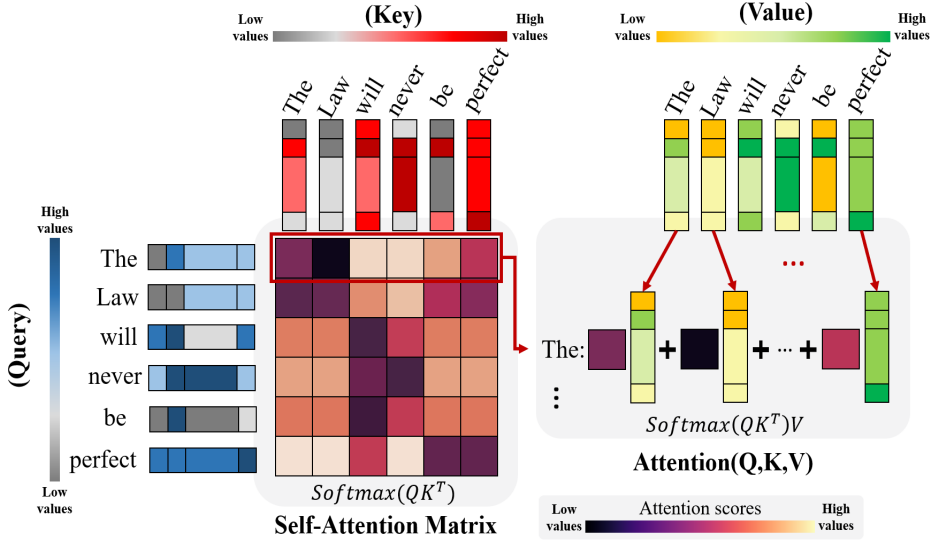 (Key)
Low values
High values
(Value)
Low values
High values
The
Law
will
never
be
perfect
The
Law
will
never
be
perfect
(Query)
High values
Low values
The
Law
will
never
be
perfect
...
The:
+
+ ... +
...
Softmax(QK^T)
Self-Attention Matrix
Softmax(QK^T)V
Attention(Q,K,V)
Low values
Attention scores
High values